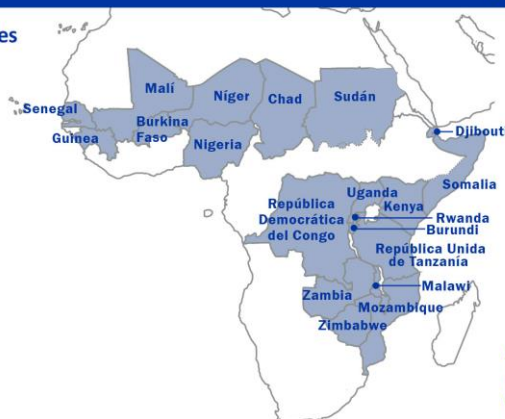 es
Malí
Níger
Chad
Sudán
Senegal
Burkina
Faso
Guinea
Nigeria
Djibouti
Somalia
Uganda
Kenya
República
Democrática
del Congo
Rwanda
Burundi
República Unida
de Tanzanía
Malawi
Zambia
Mozambique
Zimbabwe